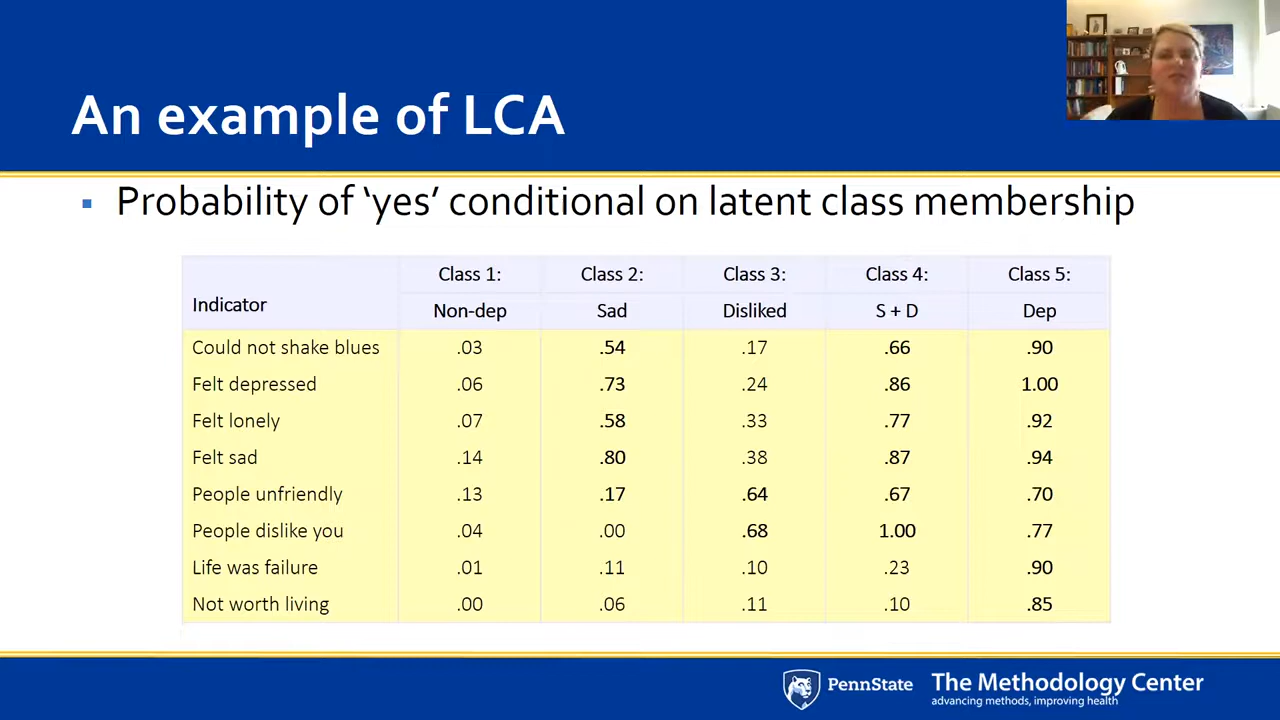 An example of LCA
▪ Probability of ‘yes’ conditional on latent class membership
Indicator Class 1: Class 2: Class 3: Class 4: Class 5:
Non-dep Sad Disliked S + D Dep
Could not shake blues .03 .54 .17 .66 .90
Felt depressed .06 .73 .24 .86 1.00
Felt lonely .07 .58 .33 .77 .92
Felt sad .14 .80 .38 .87 .94
People unfriendly .13 .17 .64 .67 .70
People dislike you .04 .00 .68 1.00 .77
Life was failure .01 .11 .10 .23 .90
Not worth living .00 .06 .11 .10 .85
PennState The Methodology Center
advancing methods, improving health